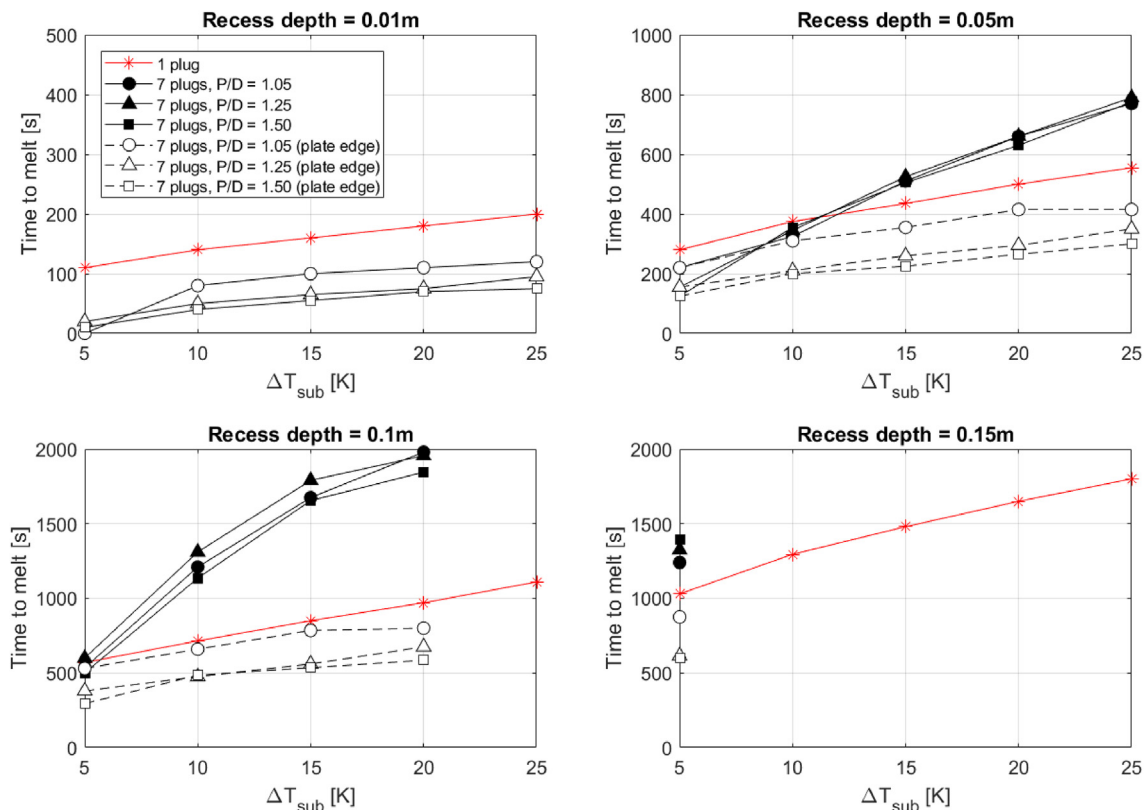 Recess depth = 0.01m
500
400
300
200
100
0
Time to melt [s]
1 plug
7 plugs, P/D = 1.05
7 plugs, P/D = 1.25
7 plugs, P/D = 1.50
7 plugs, P/D = 1.05 (plate edge)
7 plugs, P/D = 1.25 (plate edge)
7 plugs, P/D = 1.50 (plate edge)
5 10 15 20 25
ΔT_sub [K]
Recess depth = 0.05m
1000
800
600
400
200
0
Time to melt [s]
5 10 15 20 25
ΔT_sub [K]
Recess depth = 0.1m
2000
1500
1000
500
0
Time to melt [s]
5 10 15 20 25
ΔT_sub [K]
Recess depth = 0.15m
2000
1500
1000
500
0
Time to melt [s]
5 10 15 20 25
ΔT_sub [K]